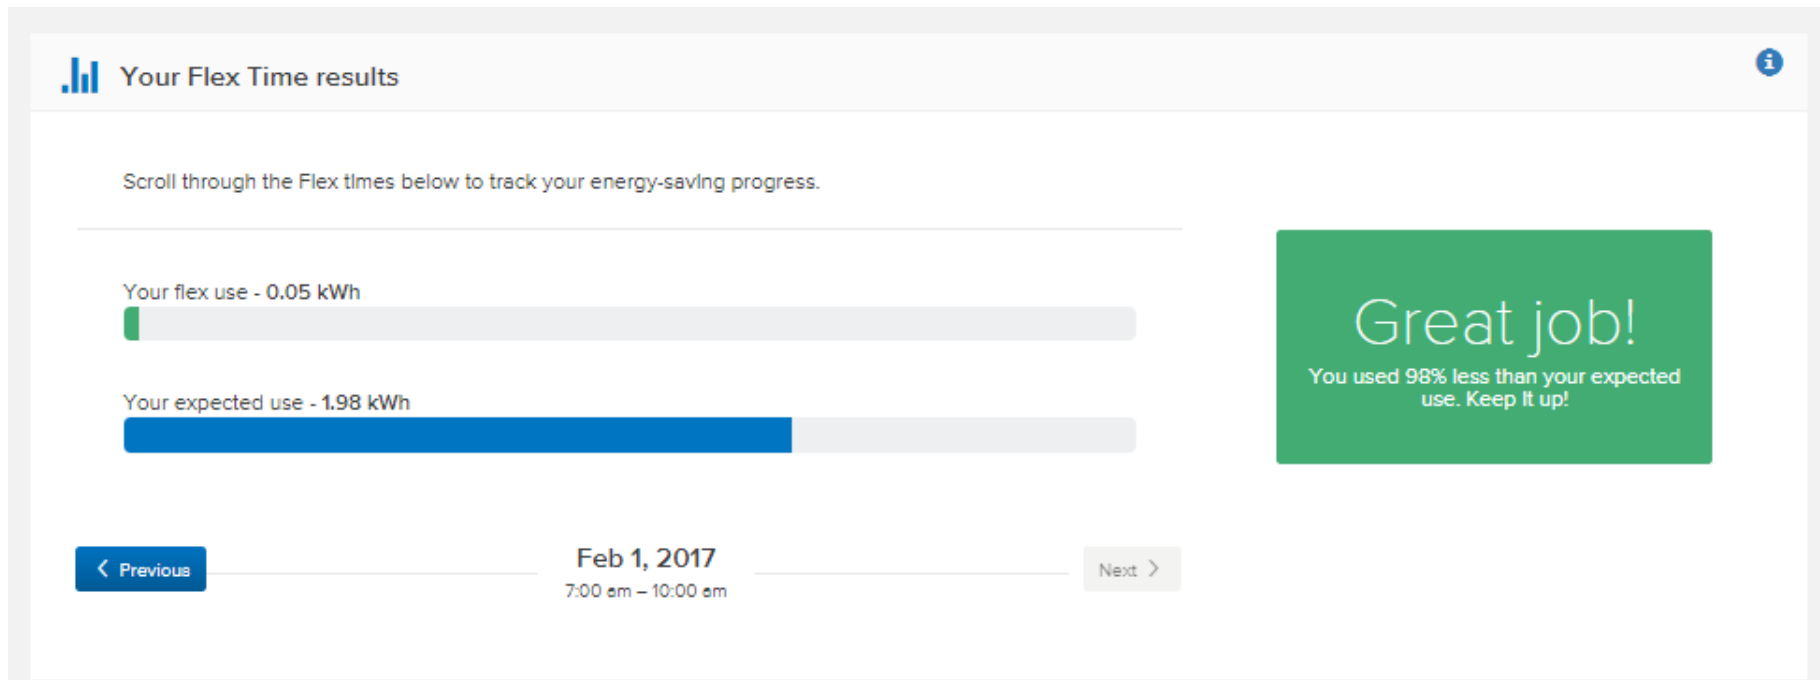 Your Flex Time results
Scroll through the Flex times below to track your energy-saving progress.
Your flex use - 0.05 kWh
Your expected use - 1.98 kWh
Great job!
You used 98% less than your expected
use. Keep it up!
Previous
Feb 1, 2017
7:00 am – 10:00 am
Next